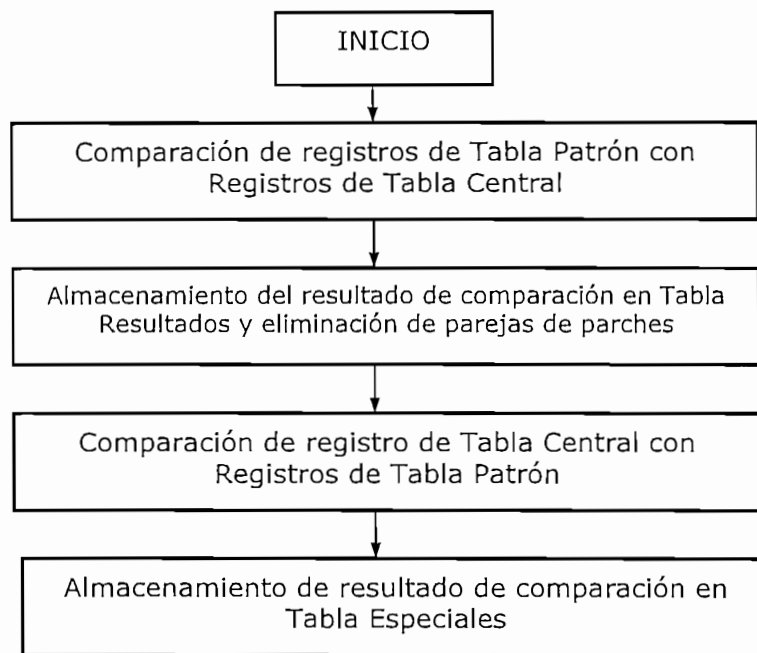 INICIO
Comparación de registros de Tabla Patrón con
Registros de Tabla Central
Almacenamiento del resultado de comparación en Tabla
Resultados y eliminación de parejas de parches
Comparación de registro de Tabla Central con
Registros de Tabla Patrón
Almacenamiento de resultado de comparación en
Tabla Especiales